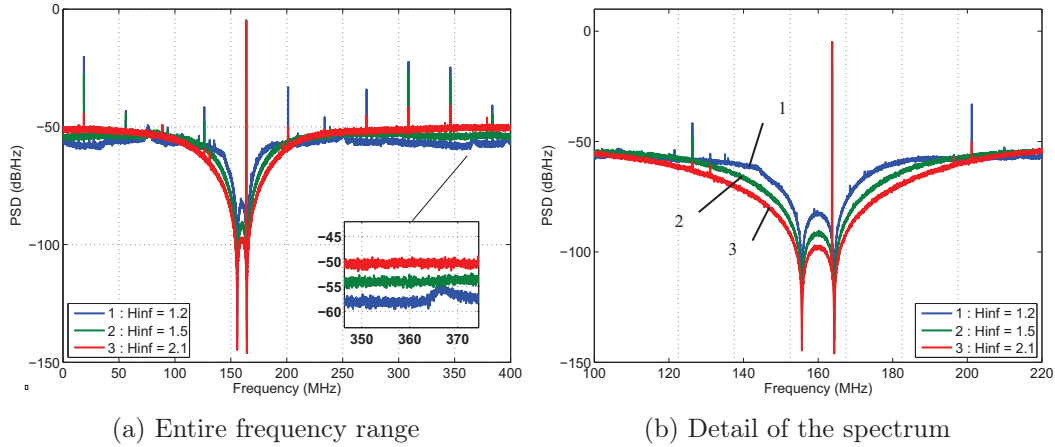 0
−50
−100
−150
PSD (dB/Hz)
−45
−50
−55
−60
350 360 370
1 : Hinf = 1.2
2 : Hinf = 1.5
3 : Hinf = 2.1
0 50 100 150 200 250 300 350 400
Frequency (MHz)
(a) Entire frequency range
0
−50
−100
−150
PSD (dB/Hz)
1
2
3
1 : Hinf = 1.2
2 : Hinf = 1.5
3 : Hinf = 2.1
100 120 140 160 180 200 220
Frequency (MHz)
(b) Detail of the spectrum